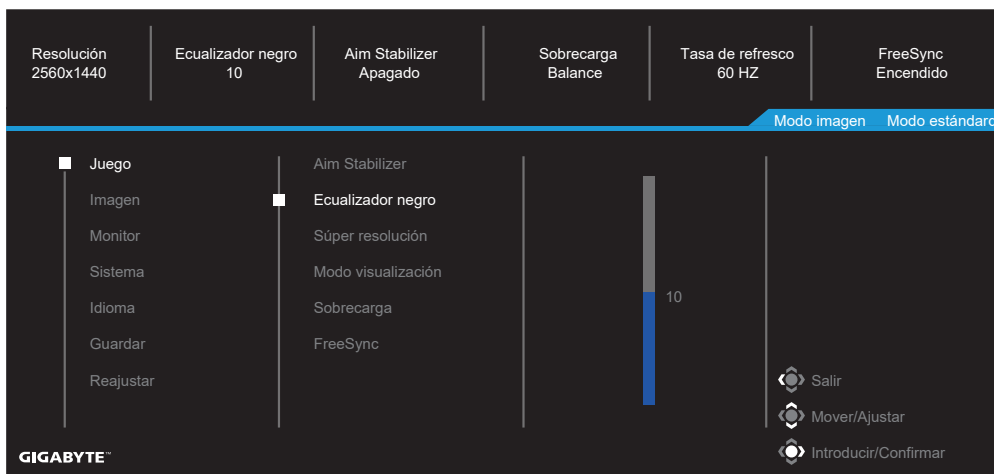 Resolución
2560x1440
Ecualizador negro
10
Aim Stabilizer
Apagado
Sobrecarga
Balance
Tasa de refresco
60 HZ
FreeSync
Encendido
Modo imagen Modo estándard
Juego
Imagen
Monitor
Sistema
Idioma
Guardar
Reajustar
Aim Stabilizer
Ecualizador negro
Súper resolución
Modo visualización
Sobrecarga
FreeSync
10
Salir
Mover/Ajustar
Introducir/Confirmar
GIGABYTE™